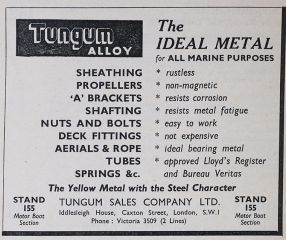 Tungum
ALLOY
The
IDEAL METAL
for ALL MARINE PURPOSES
SHEATHING * rustless
PROPELLERS * non-magnetic
'A' BRACKETS * resists corrosion
SHAFTING * resists metal fatigue
NUTS AND BOLTS * easy to work
DECK FITTINGS * not expensive
AERIALS & ROPE * ideal bearing metal
TUBES * approved Lloyd's Register
SPRINGS &c. and Bureau Veritas
The Yellow Metal with the Steel Character
STAND
155
Motor Boat
Section
TUNGUM SALES COMPANY LTD.
Iddlesleigh House, Caxton Street, London, S.W.1
Phone : Victoria 3509 (2 Lines)
STAND
155
Motor Boat
Section